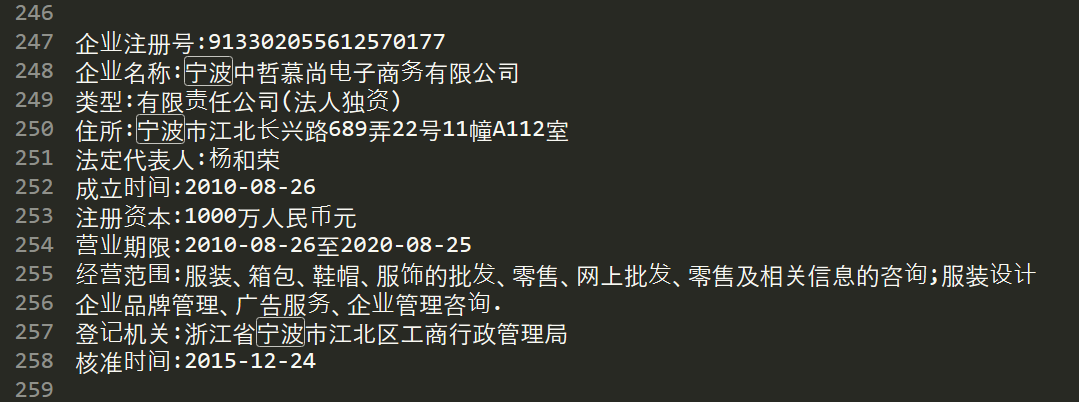 246
247 企业注册号:913302055612570177
248 企业名称:宁波中哲慕尚电子商务有限公司
249 类型:有限责任公司(法人独资)
250 住所:宁波市江北长兴路689弄22号11幢A112室
251 法定代表人:杨和荣
252 成立时间:2010-08-26
253 注册资本:1000万人民币元
254 营业期限:2010-08-26至2020-08-25
255 经营范围:服装、箱包、鞋帽、服饰的批发、零售、网上批发、零售及相关信息的咨询;服装设计
256 企业品牌管理、广告服务、企业管理咨询.
257 登记机关:浙江省宁波市江北区工商行政管理局
258 核准时间:2015-12-24
259